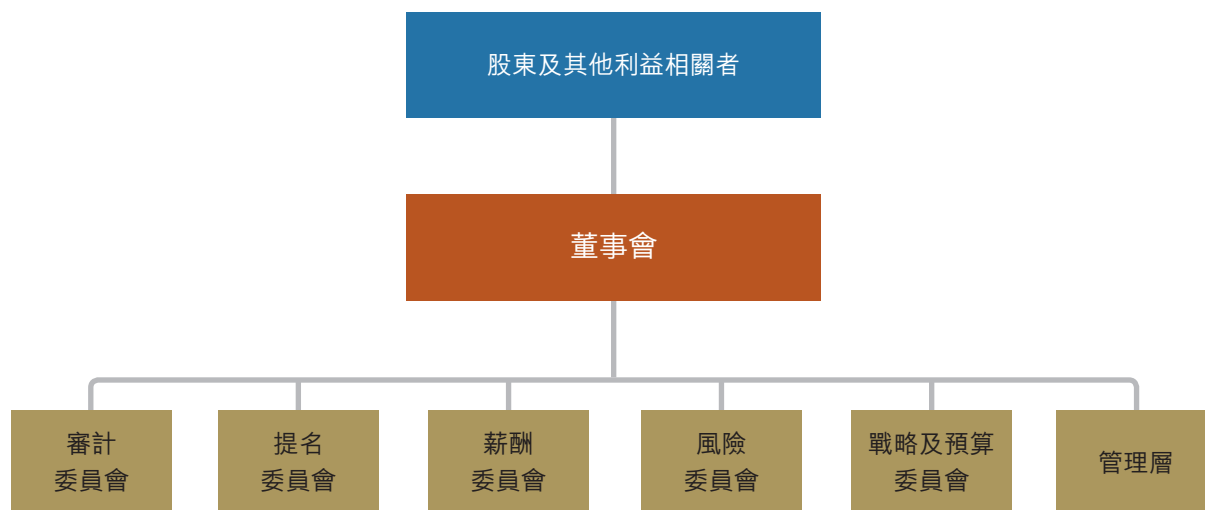 股東及其他利益相關者
董事會
審計
委員會
提名
委員會
薪酬
委員會
風險
委員會
戰略及預算
委員會
管理層